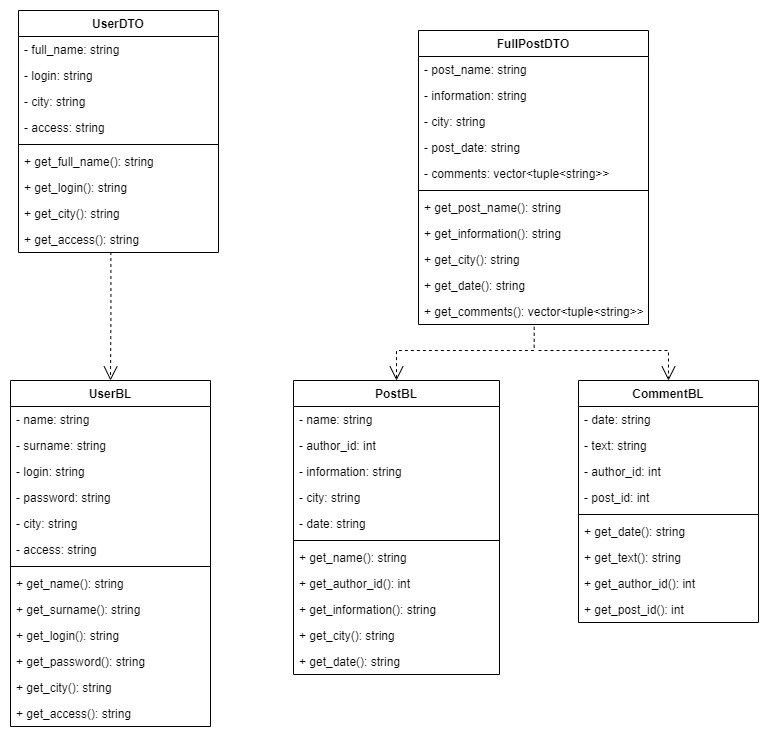 UserDTO
- full_name: string
- login: string
- city: string
- access: string
+ get_full_name(): string
+ get_login(): string
+ get_city(): string
+ get_access(): string
FullPostDTO
- post_name: string
- information: string
- city: string
- post_date: string
- comments: vector<tuple<string>>
+ get_post_name(): string
+ get_information(): string
+ get_city(): string
+ get_date(): string
+ get_comments(): vector<tuple<string>>
UserBL
- name: string
- surname: string
- login: string
- password: string
- city: string
- access: string
+ get_name(): string
+ get_surname(): string
+ get_login(): string
+ get_password(): string
+ get_city(): string
+ get_access(): string
PostBL
- name: string
- author_id: int
- information: string
- city: string
- date: string
+ get_name(): string
+ get_author_id(): int
+ get_information(): string
+ get_city(): string
+ get_date(): string
CommentBL
- date: string
- text: string
- author_id: int
- post_id: int
+ get_date(): string
+ get_text(): string
+ get_author_id(): int
+ get_post_id(): int